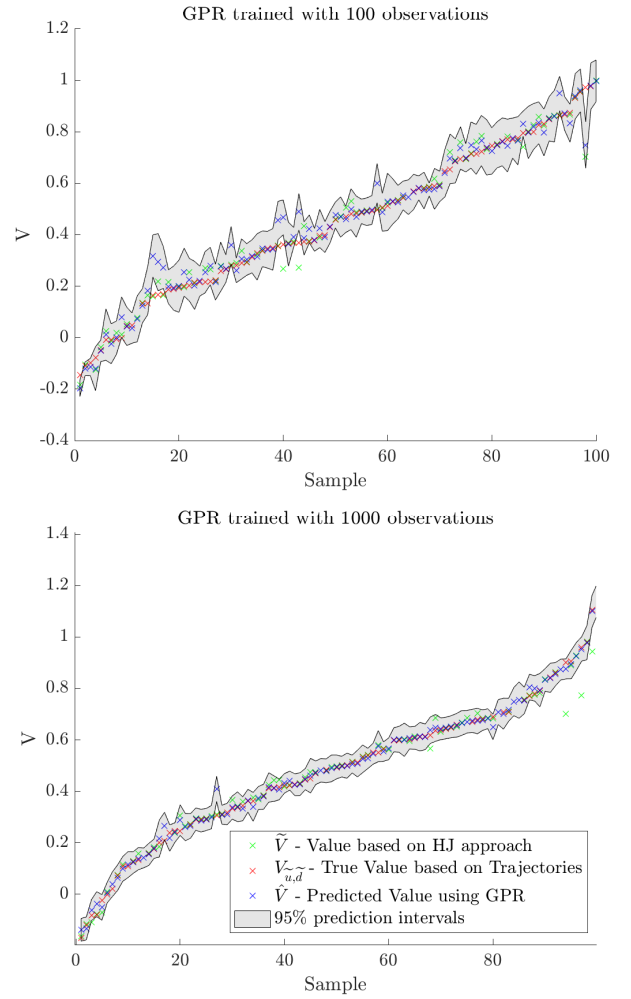 GPR trained with 100 observations
1.2
1
0.8
0.6
0.4
0.2
0
-0.2
-0.4
V
0
20
40
60
80
100
Sample
GPR trained with 1000 observations
1.4
1.2
1
0.8
0.6
0.4
0.2
0
V
Ṽ - Value based on HJ approach
V_{ũ,d̃} - True Value based on Trajectories
V̂ - Predicted Value using GPR
95% prediction intervals
0
20
40
60
80
Sample